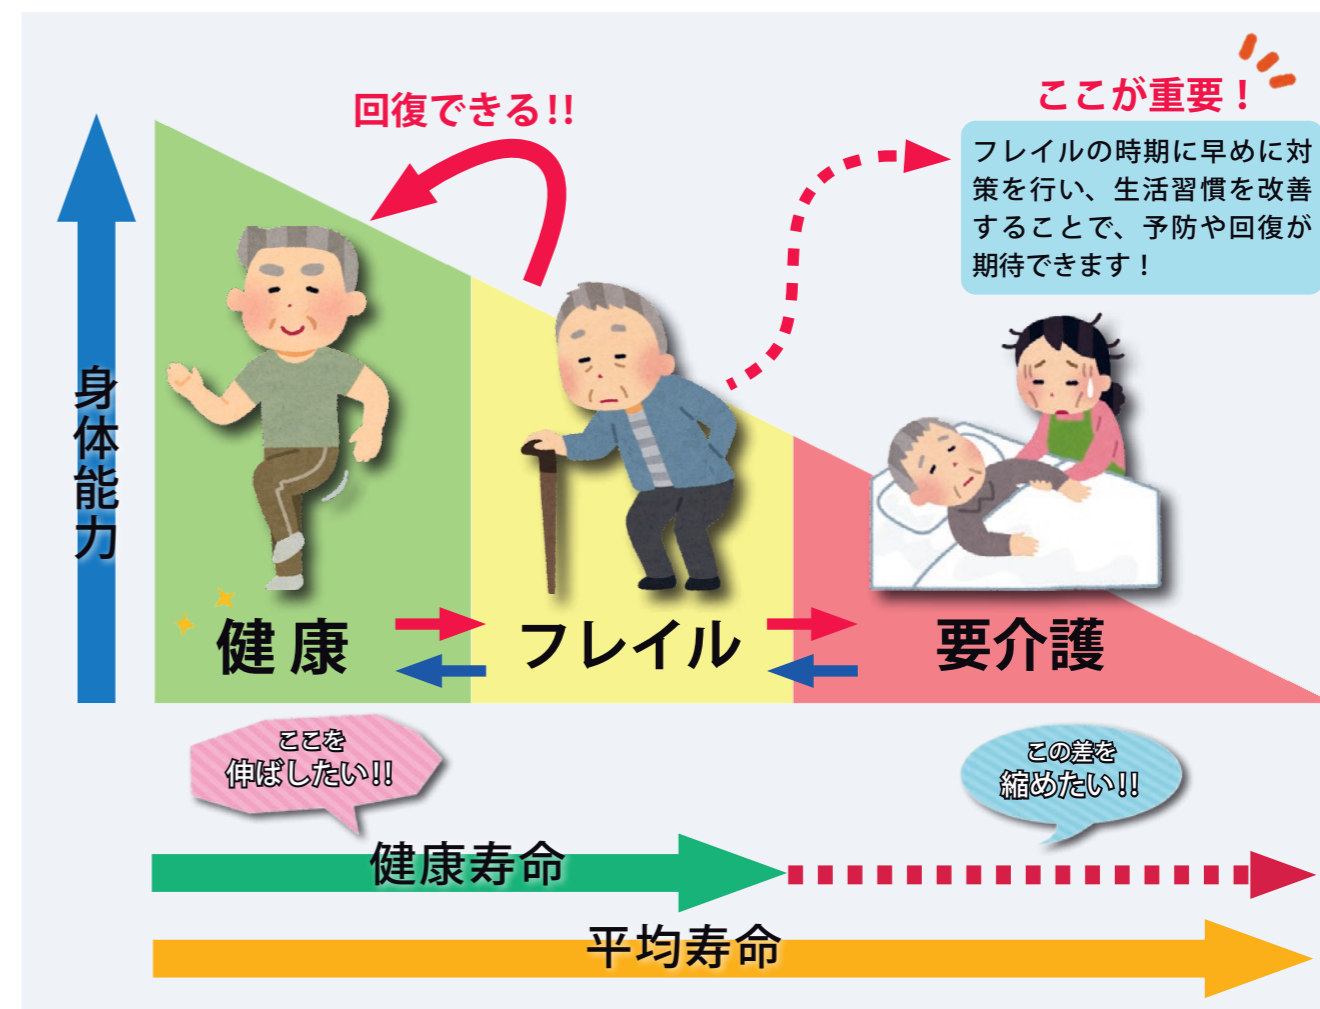 回復できる!!
ここが重要！
フレイルの時期に早めに対
策を行い、生活習慣を改善
することで、予防や回復が
期待できます！
身体能力
健康
フレイル
要介護
ここを
伸ばしたい!!
この差を
縮めたい!!
健康寿命
平均寿命